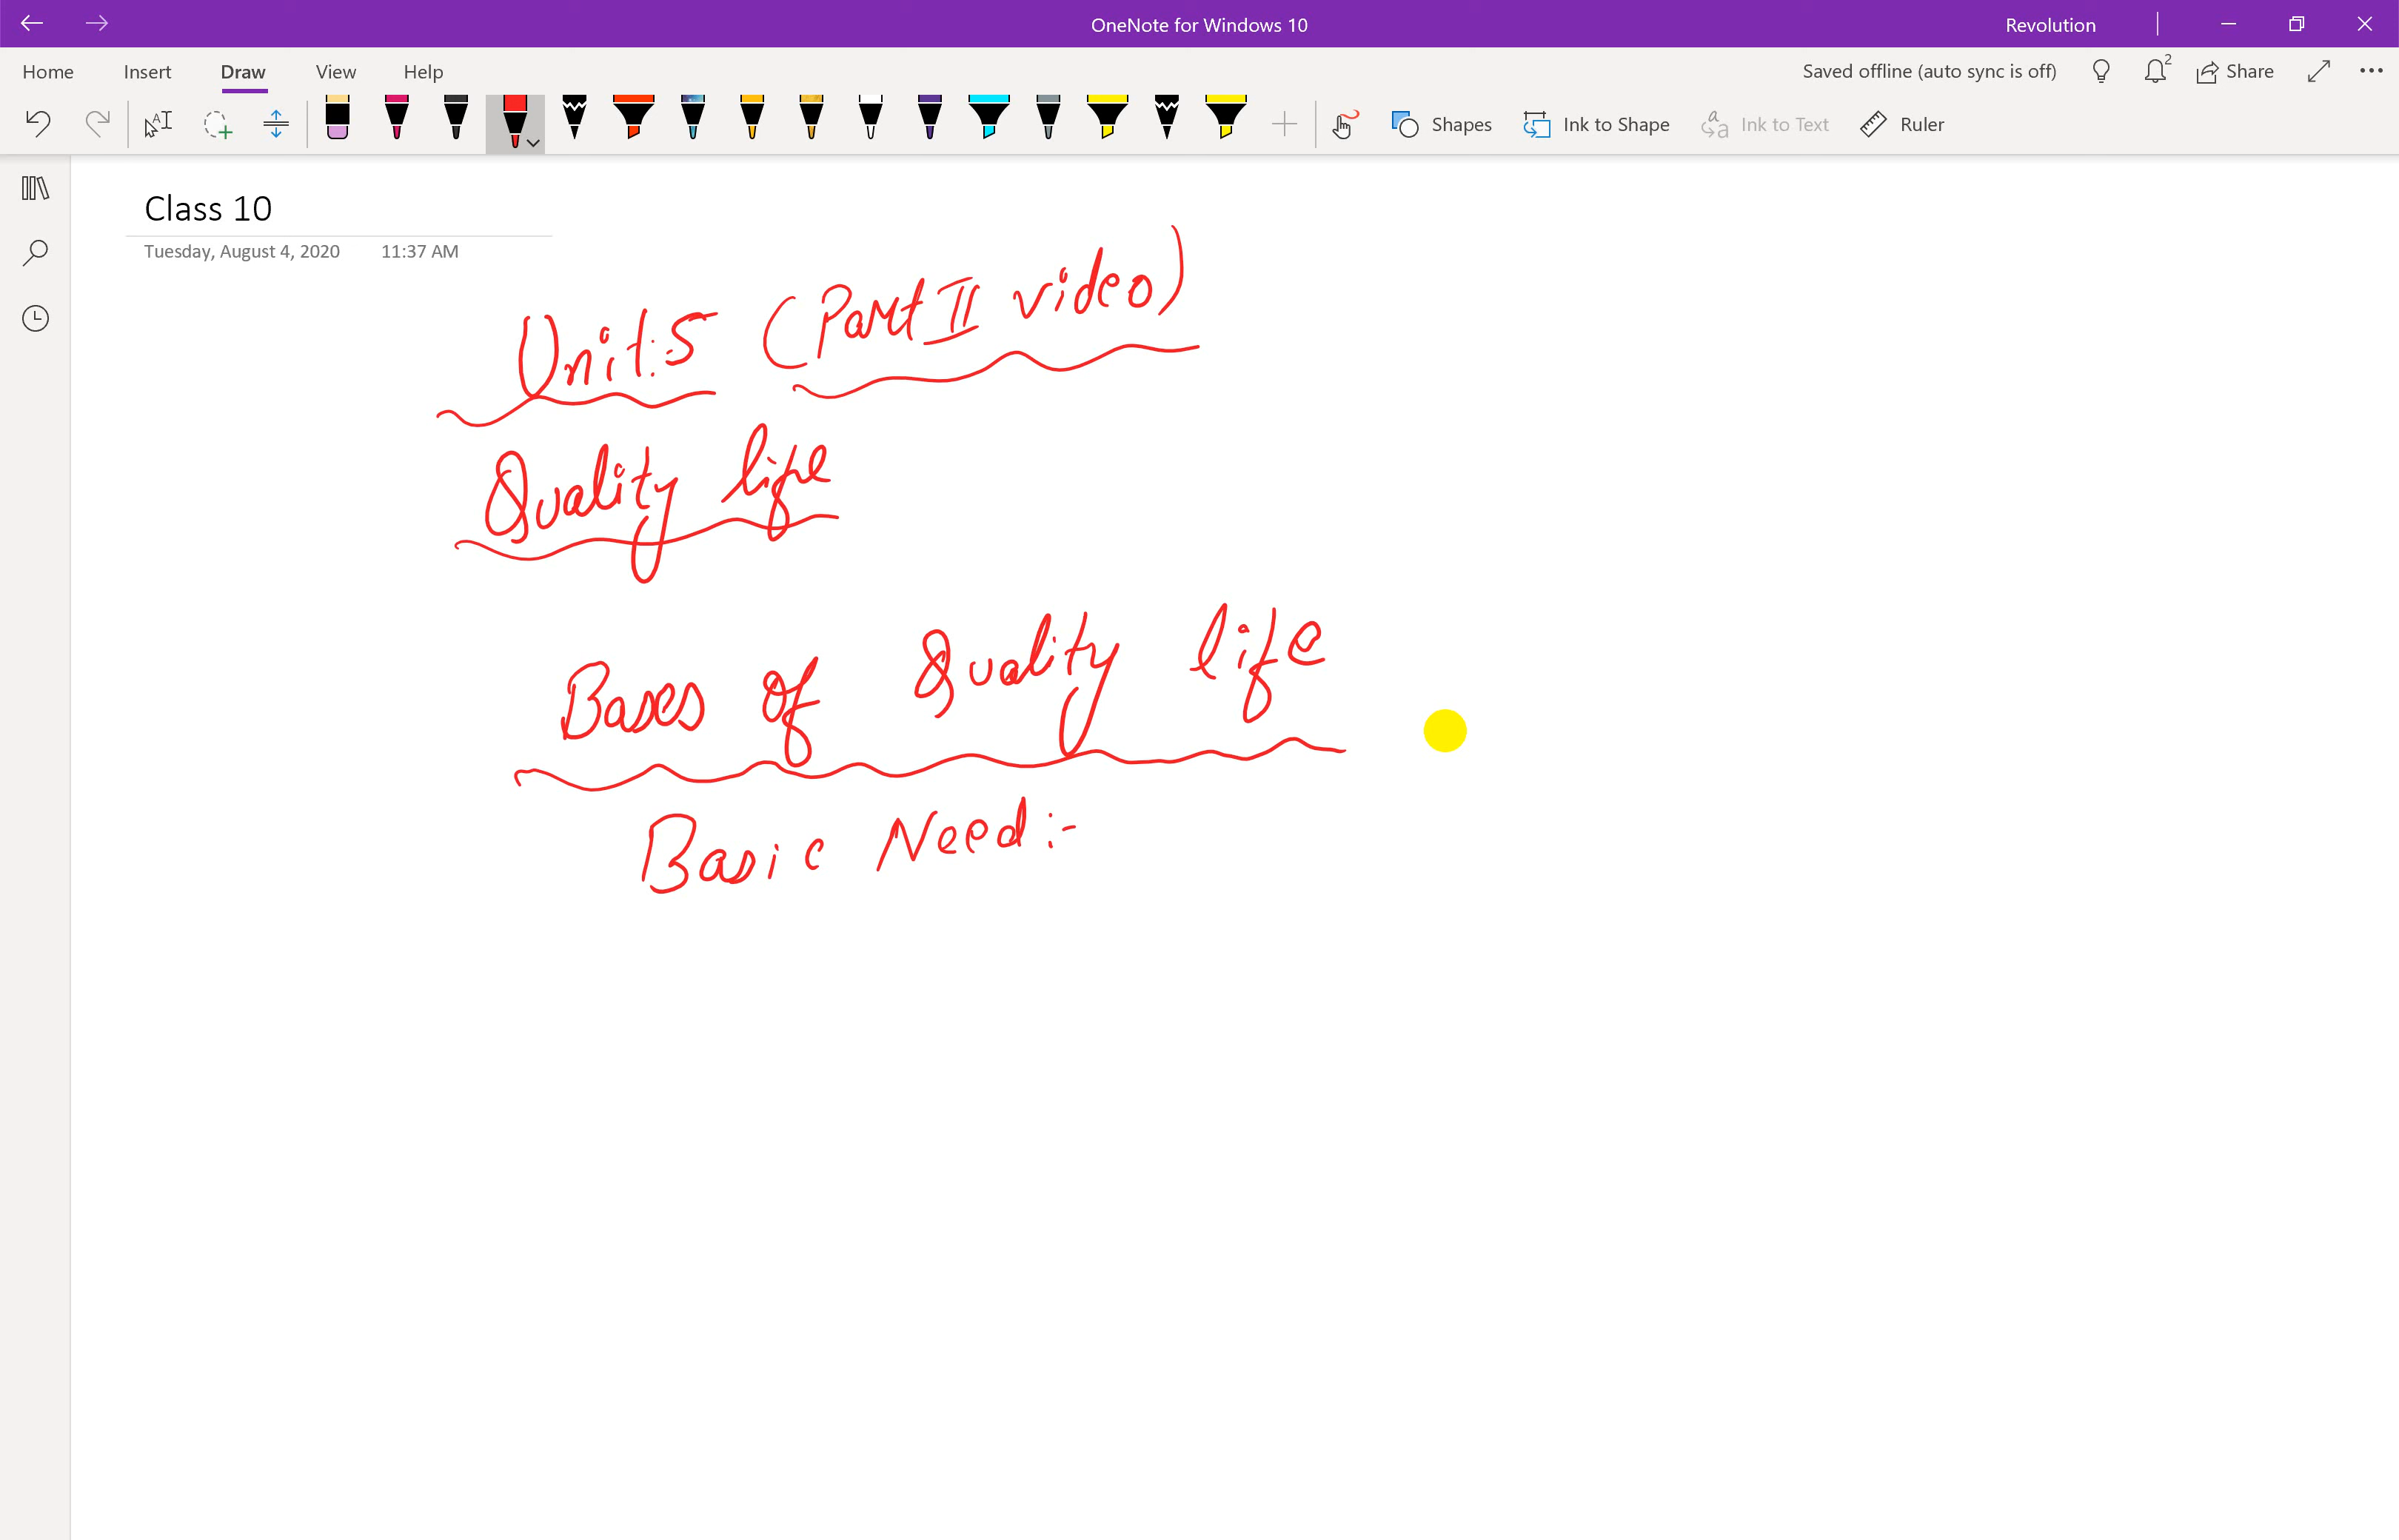 OneNote for Windows 10 Revolution
Home Insert Draw View Help Saved offline (auto sync is off) 2 Share
Shapes Ink to Shape Ink to Text Ruler
Class 10
Tuesday, August 4, 2020 11:37 AM
Unit:5 (Part II video)
Quality life
Bases of Quality life
Basic Need :-